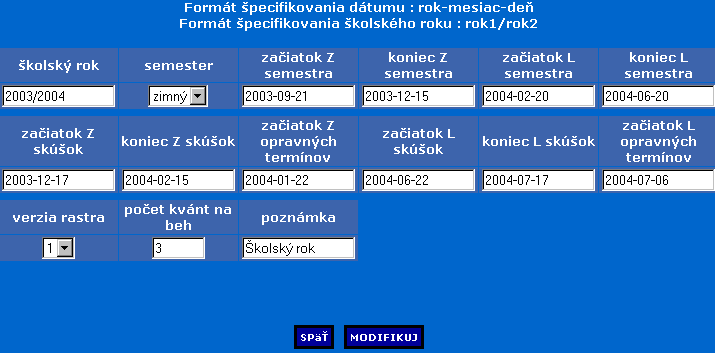 Formát špecifikovania dátumu : rok-mesiac-deň
Formát špecifikovania školského roku : rok1/rok2
školský rok
semester
začiatok Z
semestra
koniec Z
semestra
začiatok L
semestra
koniec L
semestra
2003/2004
zimný
2003-09-21
2003-12-15
2004-02-20
2004-06-20
začiatok Z
skúšok
koniec Z skúšok
začiatok Z
opravných
termínov
začiatok L
skúšok
koniec L skúšok
začiatok L
opravných
termínov
2003-12-17
2004-02-15
2004-01-22
2004-06-22
2004-07-17
2004-07-06
verzia rastra
počet kvánt na
beh
poznámka
1
3
Školský rok
SPäŤ
MODIFIKUJ